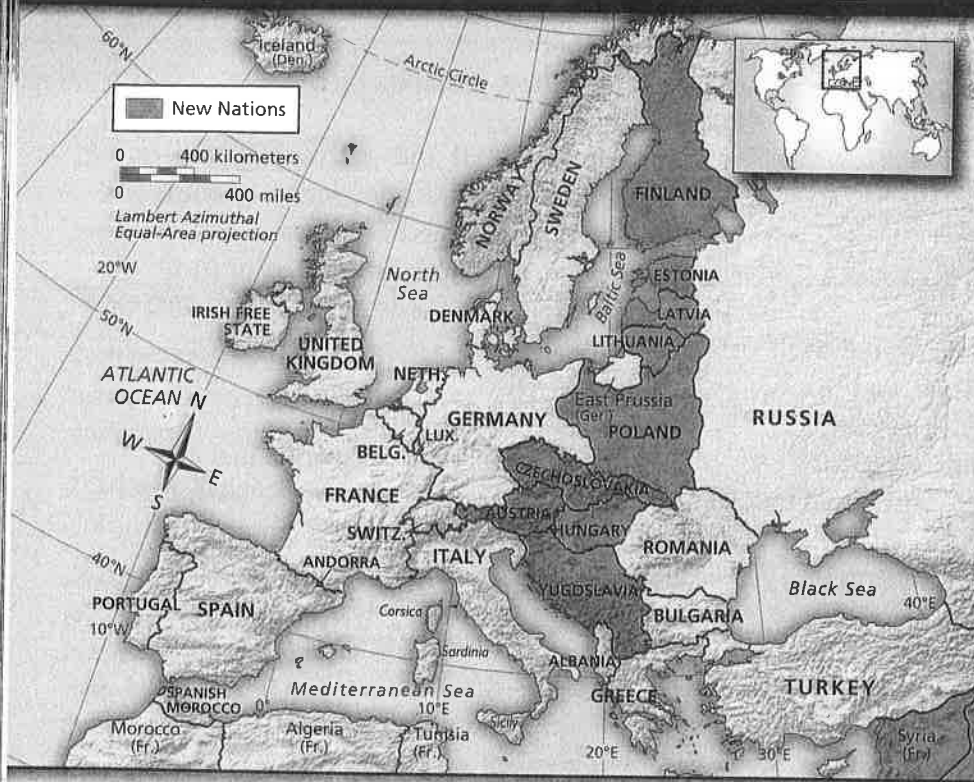 60°N
Iceland
(Den.)
Arctic Circle
New Nations
0 400 kilometers
0 400 miles
Lambert Azimuthal
Equal-Area projection
NORWAY
SWEDEN
FINLAND
20°W
North
Sea
Baltic Sea
ESTONIA
50°N
IRISH FREE
STATE
DENMARK
LATVIA
UNITED
KINGDOM
LITHUANIA
ATLANTIC
OCEAN
NETH.
East Prussia
(Ger.)
N
W
E
S
GERMANY
POLAND
RUSSIA
LUX.
BELG.
CZECHOSLOVAKIA
FRANCE
AUSTRIA
HUNGARY
SWITZ.
ROMANIA
ITALY
40°N
ANDORRA
YUGOSLAVIA
Black Sea
40°E
PORTUGAL
SPAIN
Corsica
BULGARIA
10°W
Sardinia
ALBANIA
SPANISH
MOROCCO
0°
Mediterranean Sea
10°E
GREECE
TURKEY
Morocco
(Fr.)
Algeria
(Fr.)
Tunisia
(Fr.)
Sicily
20°E
30°E
Syria
(Fr.)